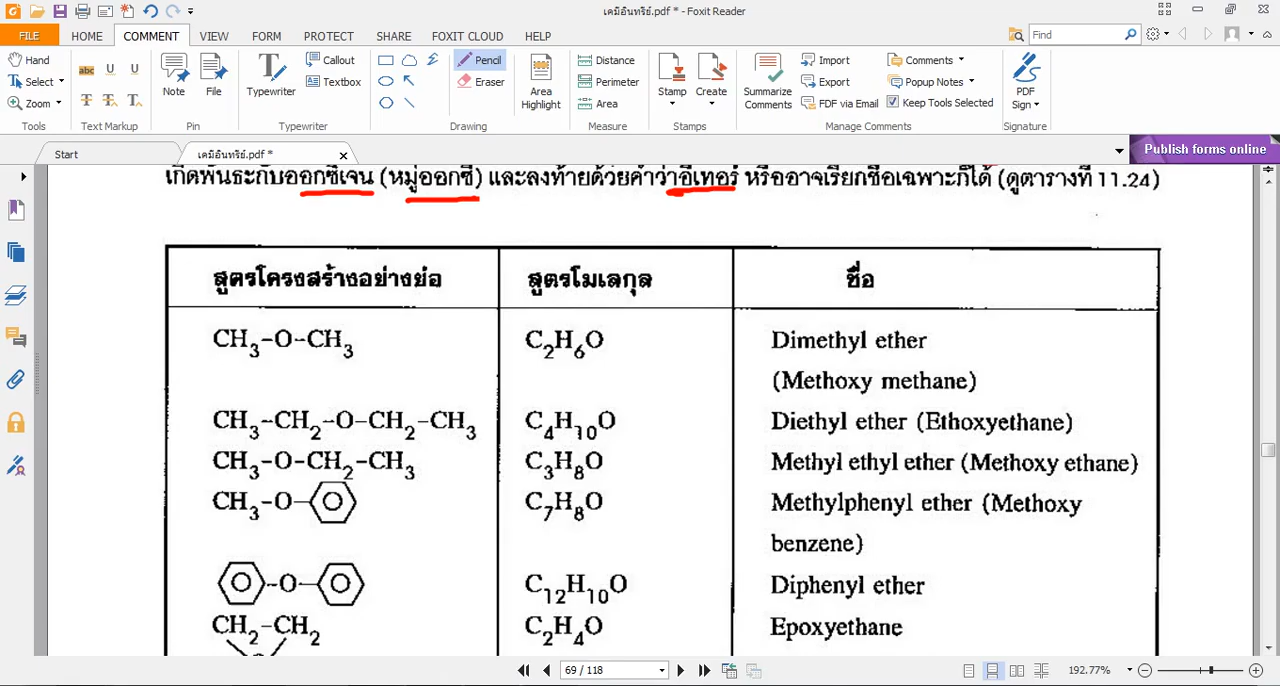 เคมีอินทรีย์.pdf * - Foxit Reader
FILE HOME COMMENT VIEW FORM PROTECT SHARE FOXIT CLOUD HELP Find
Hand
Select
Zoom
Tools
abc U U
T T T
Text Markup
Note File
Pin
Typewriter Callout Textbox
Typewriter
Pencil
Eraser
Area Highlight
Drawing
Distance
Perimeter
Area
Measure
Stamp Create
Stamps
Summarize Comments
Import
Export
FDF via Email
Comments
Popup Notes
Keep Tools Selected
Manage Comments
PDF Sign
Signature
Start เคมีอินทรีย์.pdf * Publish forms online
เกิดพันธะกับออกซิเจน (หมู่ออกซี) และลงท้ายด้วยคำว่าอีเทอร์ หรืออาจเรียกชื่อเฉพาะก็ได้ (ดูตารางที่ 11.24)
สูตรโครงสร้างอย่างย่อ สูตรโมเลกุล ชื่อ
CH₃-O-CH₃ C₂H₆O Dimethyl ether
(Methoxy methane)
CH₃-CH₂-O-CH₂-CH₃ C₄H₁₀O Diethyl ether (Ethoxyethane)
CH₃-O-CH₂-CH₃ C₃H₈O Methyl ethyl ether (Methoxy ethane)
CH₃-O- C₇H₈O Methylphenyl ether (Methoxy
benzene)
-O- C₁₂H₁₀O Diphenyl ether
CH₂-CH₂ C₂H₄O Epoxyethane
69 / 118 192.77%